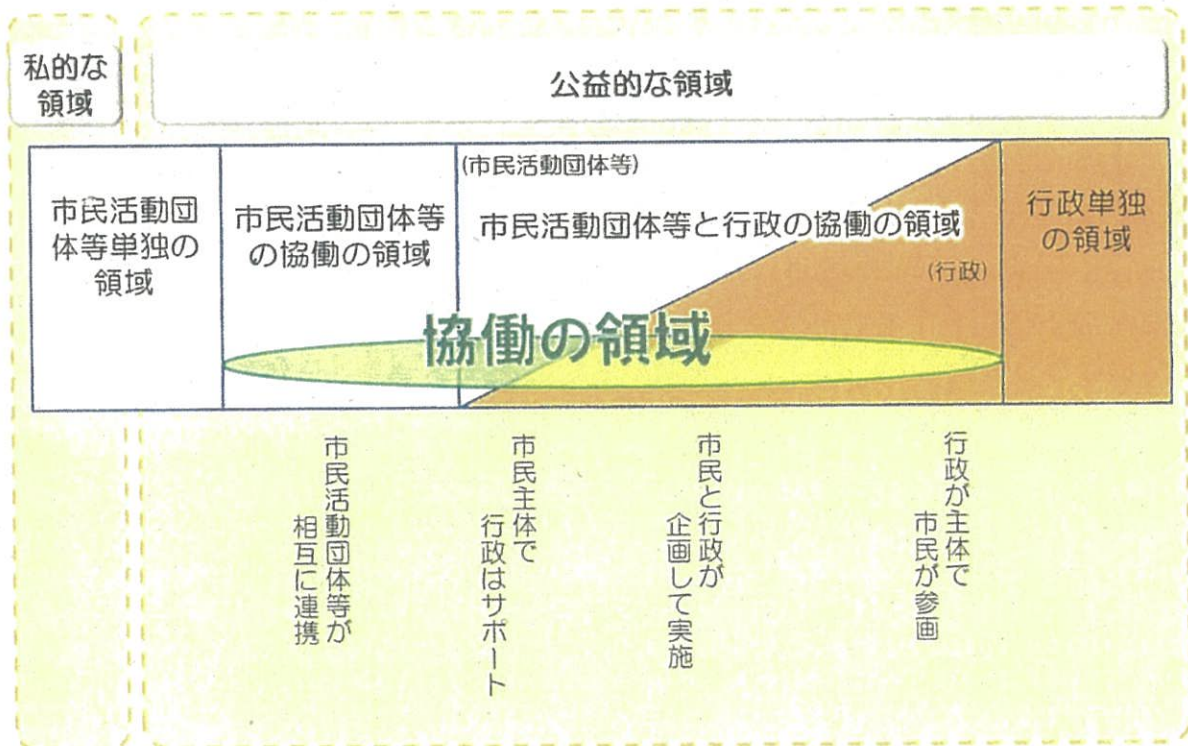 私的な
領域
公益的な領域
市民活動団
体等単独の
領域
市民活動団体等
の協働の領域
(市民活動団体等)
市民活動団体等と行政の協働の領域
(行政)
行政単独
の領域
協働の領域
市民活動団体等が
相互に連携
市民主体で
行政はサポート
市民と行政が
企画して実施
行政が主体で
市民が参画